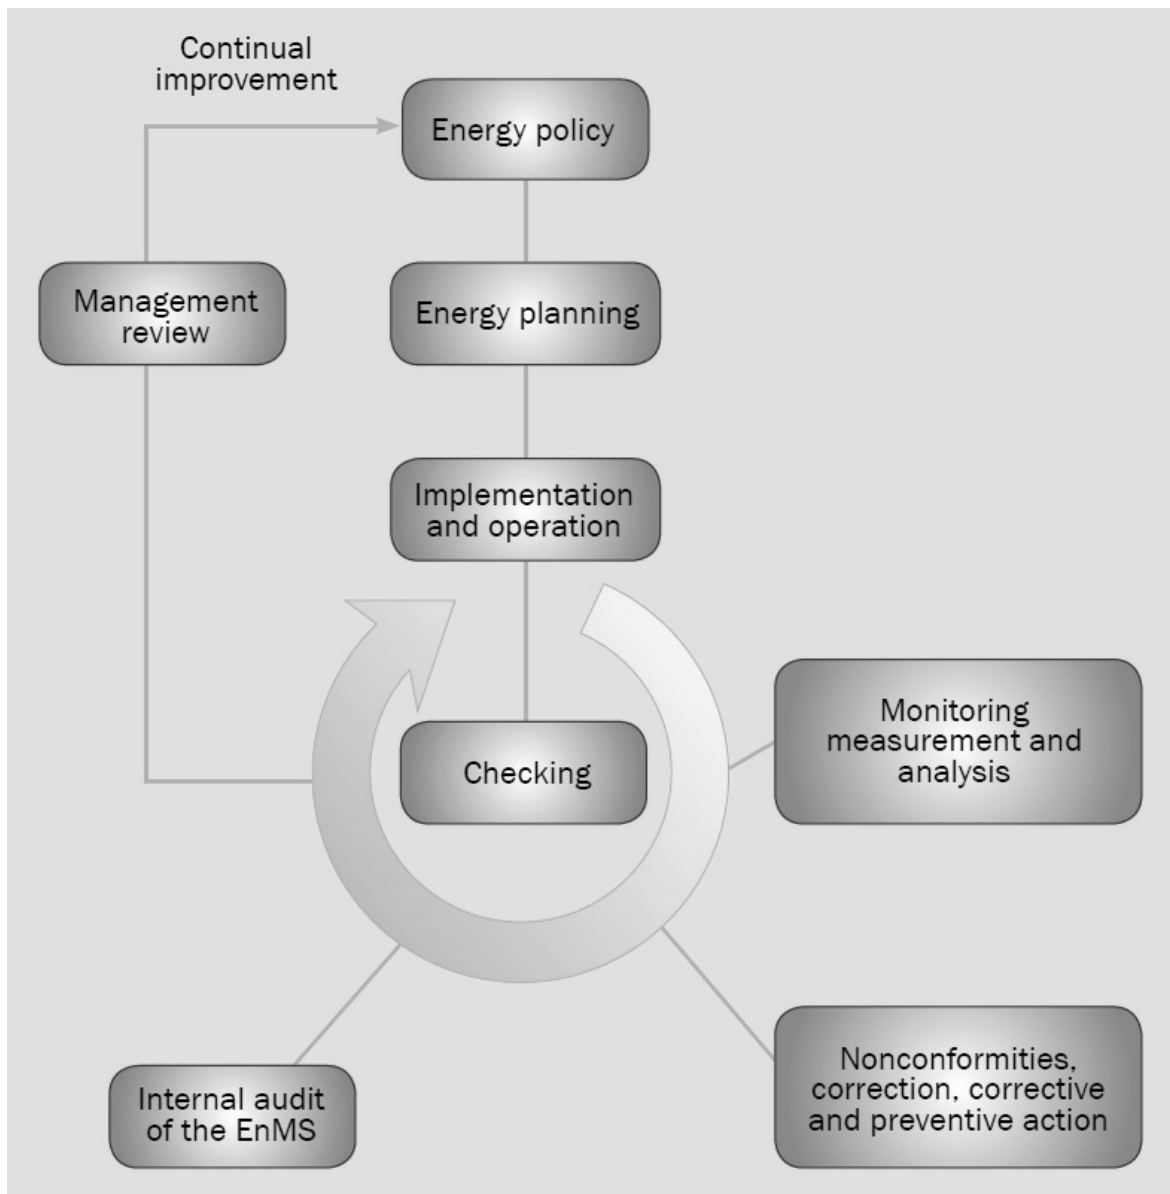 Continual
improvement
Energy policy
Management
review
Energy planning
Implementation
and operation
Checking
Monitoring
measurement and
analysis
Internal audit
of the EnMS
Nonconformities,
correction, corrective
and preventive action